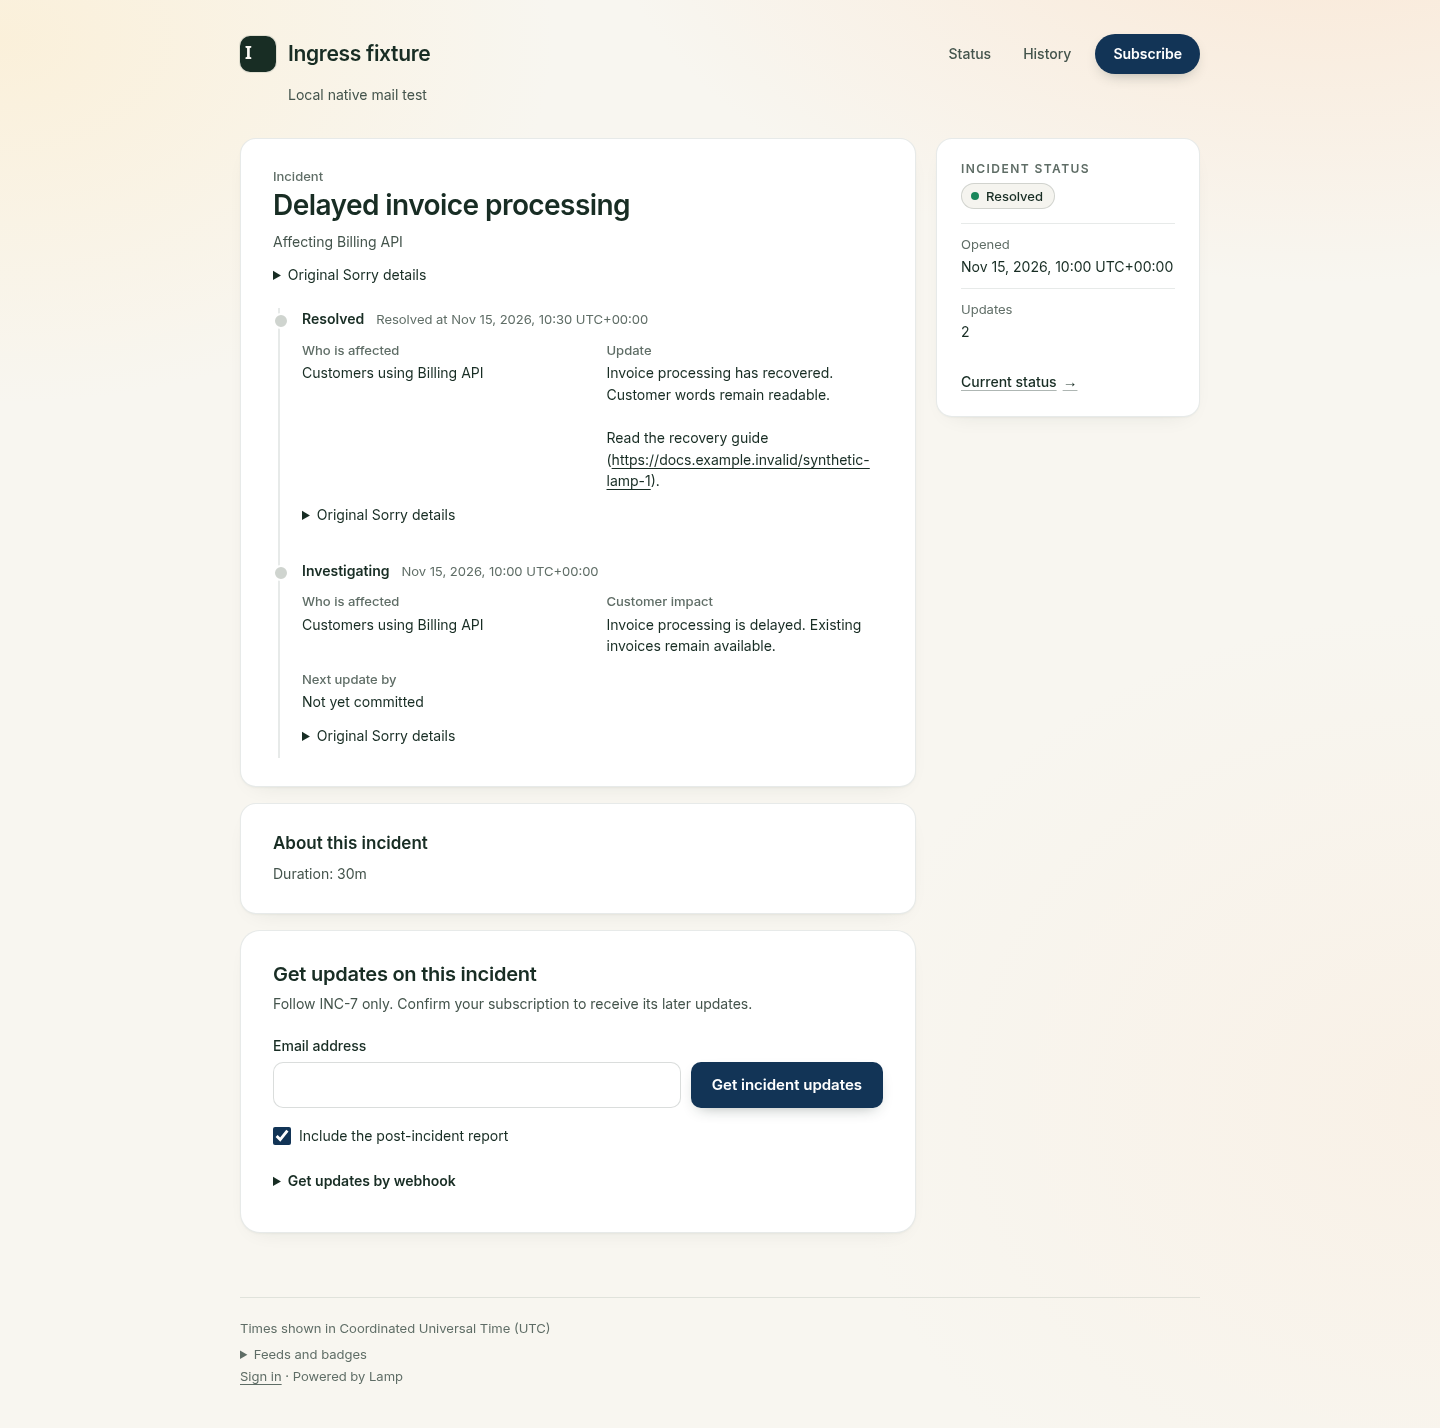 I
Ingress fixture
Local native mail test
Status
History
Subscribe
Incident
Delayed invoice processing
Affecting Billing API
Original Sorry details
Resolved Resolved at Nov 15, 2026, 10:30 UTC+00:00
Who is affected
Customers using Billing API
Update
Invoice processing has recovered.
Customer words remain readable.
Read the recovery guide
(https://docs.example.invalid/synthetic-
lamp-1).
Original Sorry details
Investigating Nov 15, 2026, 10:00 UTC+00:00
Who is affected
Customers using Billing API
Customer impact
Invoice processing is delayed. Existing
invoices remain available.
Next update by
Not yet committed
Original Sorry details
INCIDENT STATUS
Resolved
Opened
Nov 15, 2026, 10:00 UTC+00:00
Updates
2
Current status →
About this incident
Duration: 30m
Get updates on this incident
Follow INC-7 only. Confirm your subscription to receive its later updates.
Email address
Get incident updates
Include the post-incident report
Get updates by webhook
Times shown in Coordinated Universal Time (UTC)
Feeds and badges
Sign in · Powered by Lamp